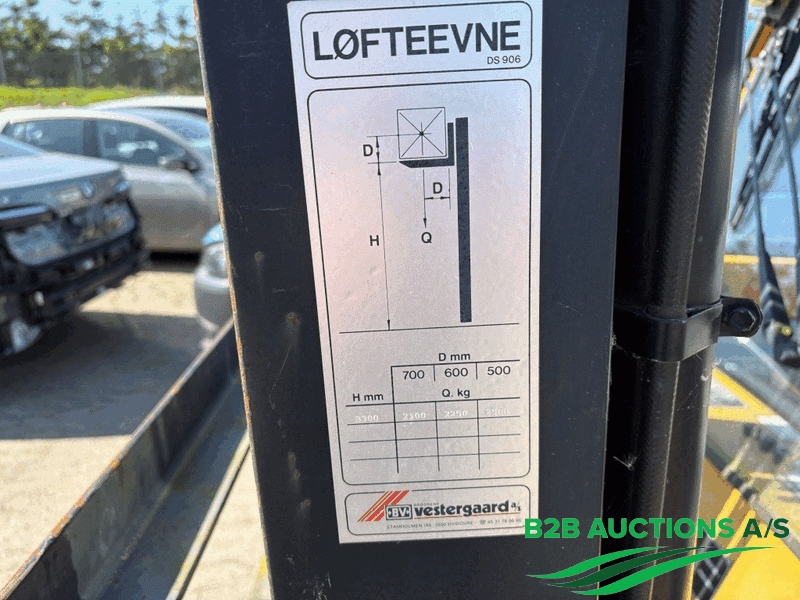 LØFTEEVNE
DS 906
D
D
H
Q
D mm
700 600 500
H mm Q. kg
3300 2100 2250
BV vestergaard a/s
B2B AUCTIONS A/S